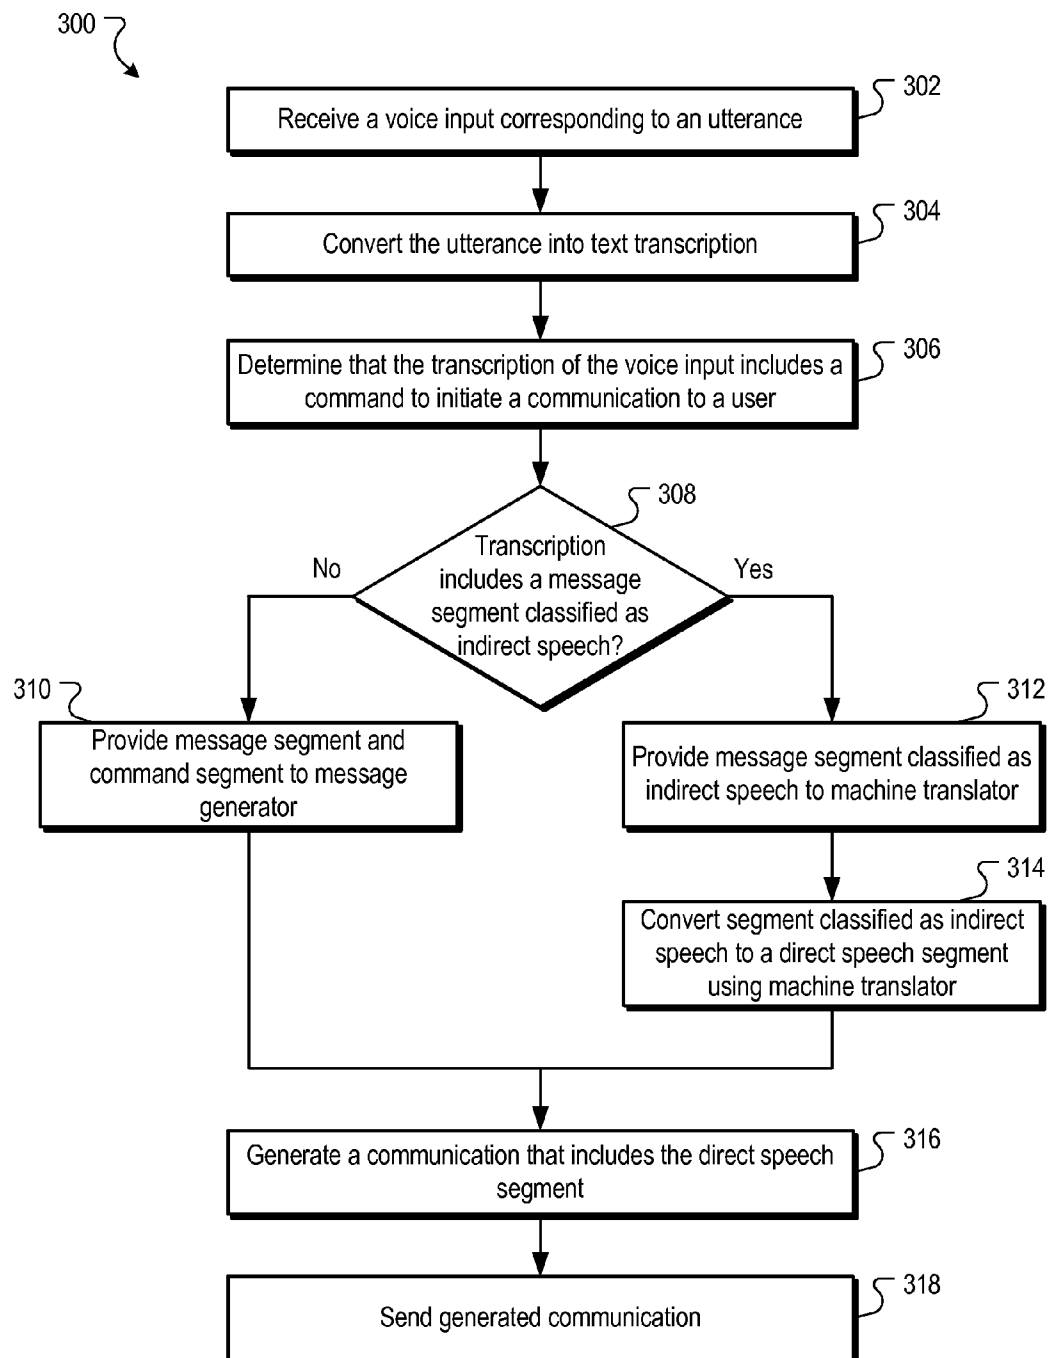 300
302
Receive a voice input corresponding to an utterance
304
Convert the utterance into text transcription
306
Determine that the transcription of the voice input includes a
command to initiate a communication to a user
308
Transcription
includes a message
segment classified as
indirect speech?
No
Yes
310
Provide message segment and
command segment to message
generator
312
Provide message segment classified as
indirect speech to machine translator
314
Convert segment classified as indirect
speech to a direct speech segment
using machine translator
316
Generate a communication that includes the direct speech
segment
318
Send generated communication